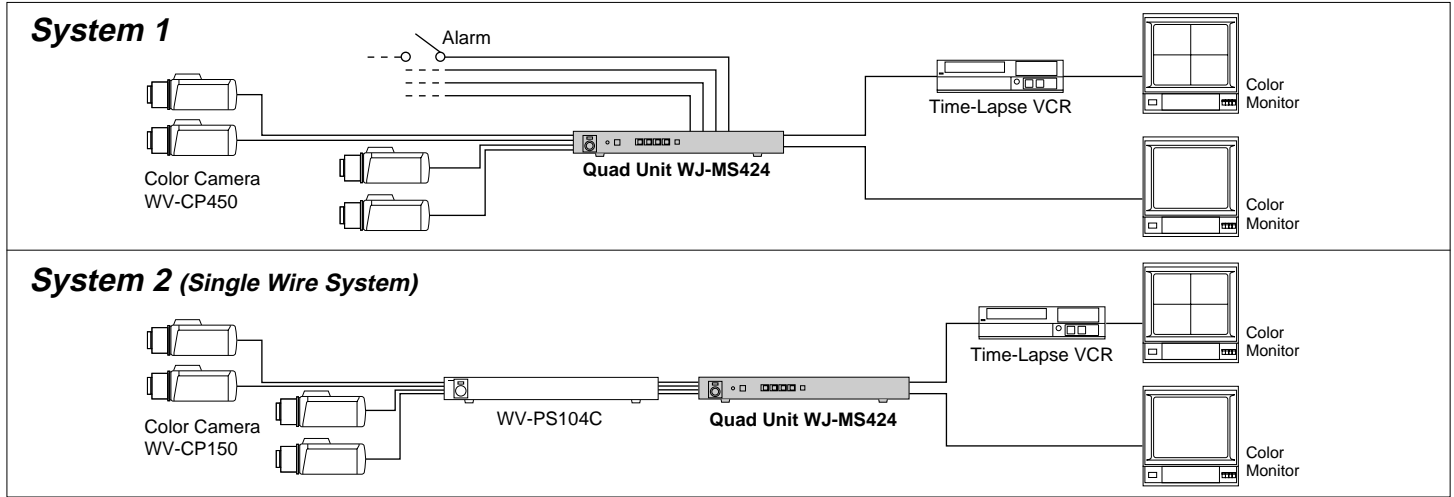 System 1
Alarm
Time-Lapse VCR
Color
Monitor
Quad Unit WJ-MS424
Color Camera
WV-CP450
Color
Monitor
System 2 (Single Wire System)
Time-Lapse VCR
Color
Monitor
WV-PS104C
Quad Unit WJ-MS424
Color Camera
WV-CP150
Color
Monitor